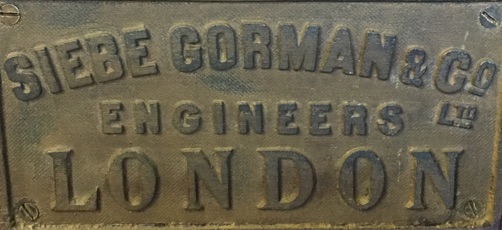 SIEBE GORMAN & Co LTD
ENGINEERS
LONDON